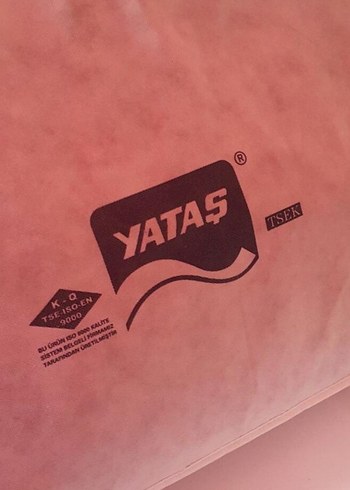 ®
YATAŞ
TSEK
K - Q
TSE-ISO-EN
9000
BU ÜRÜN ISO 9000 KALİTE
SİSTEM BELGELİ FİRMAMIZ
TARAFINDAN ÜRETİLMİŞTİR